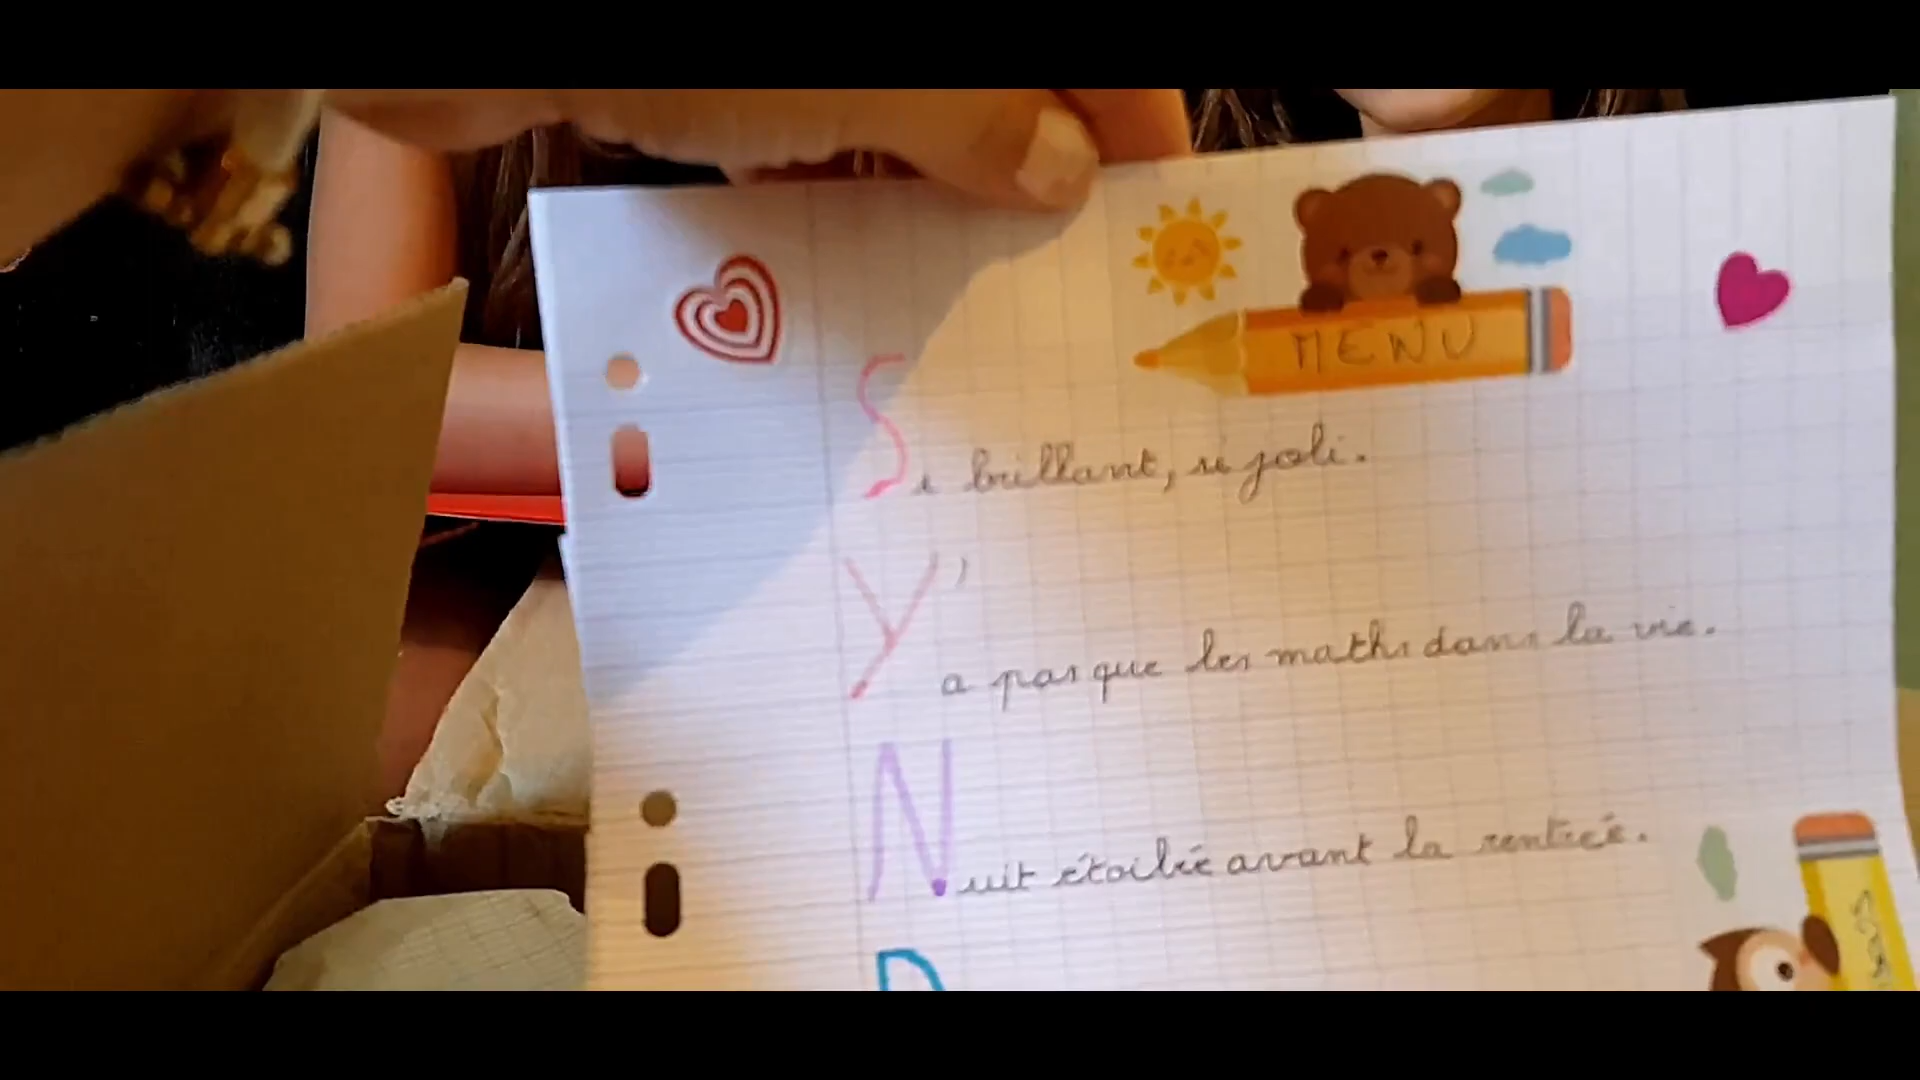 MENU
Si brillant, si joli.
Y'a pas que les maths dans la vie.
Nuit étoilée avant la rentrée.